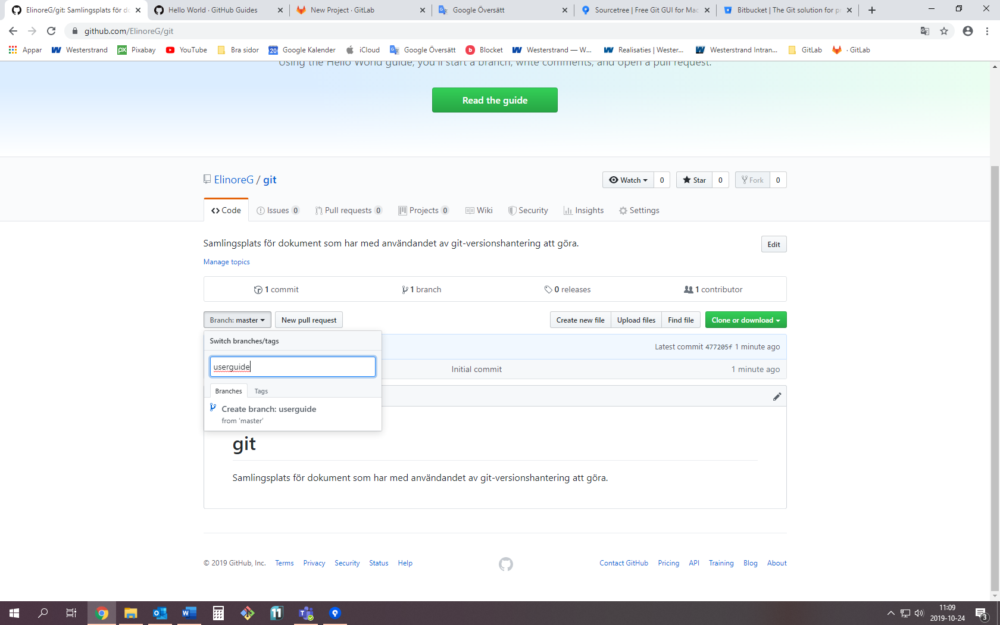 ElinoreG/git: Samlingsplats för do
Hello World · GitHub Guides
New Project · GitLab
Google Översätt
Sourcetree | Free Git GUI for Mac
Bitbucket | The Git solution for pr
github.com/ElinoreG/git
Appar
Westerstrand
Pixabay
YouTube
Bra sidor
Google Kalender
iCloud
Google Översätt
Blocket
Westerstrand — W...
Realisaties | Wester...
Westerstrand Intran...
GitLab
· GitLab
Using the Hello World guide, you'll start a branch, write comments, and open a pull request.
Read the guide
ElinoreG / git
Watch 0
Star 0
Fork 0
Code
Issues 0
Pull requests 0
Projects 0
Wiki
Security
Insights
Settings
Samlingsplats för dokument som har med användandet av git-versionshantering att göra.
Edit
Manage topics
1 commit
1 branch
0 releases
1 contributor
Branch: master
New pull request
Create new file
Upload files
Find file
Clone or download
Switch branches/tags
Latest commit 477205f 1 minute ago
userguide
Initial commit
1 minute ago
Branches
Tags
Create branch: userguide
from ‘master’
git
Samlingsplats för dokument som har med användandet av git-versionshantering att göra.
© 2019 GitHub, Inc.
Terms
Privacy
Security
Status
Help
Contact GitHub
Pricing
API
Training
Blog
About
11:09
2019-10-24
3